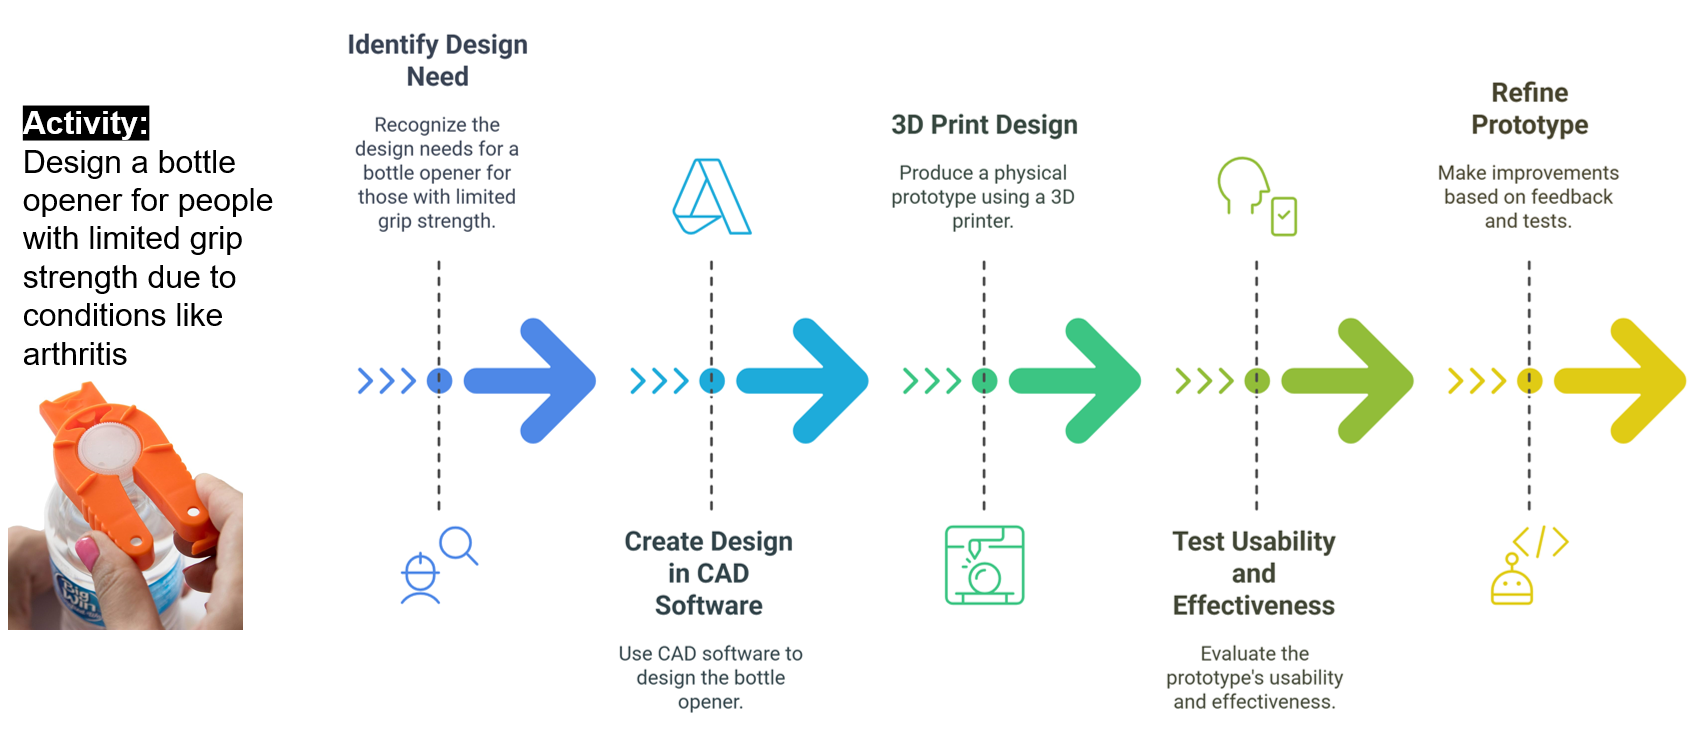 Activity:
Design a bottle
opener for people
with limited grip
strength due to
conditions like
arthritis
Big
Win
Identify Design
Need
Recognize the
design needs for a
bottle opener for
those with limited
grip strength.
Create Design
in CAD
Software
Use CAD software to
design the bottle
opener.
3D Print Design
Produce a physical
prototype using a 3D
printer.
Test Usability
and
Effectiveness
Evaluate the
prototype's usability
and effectiveness.
Refine
Prototype
Make improvements
based on feedback
and tests.